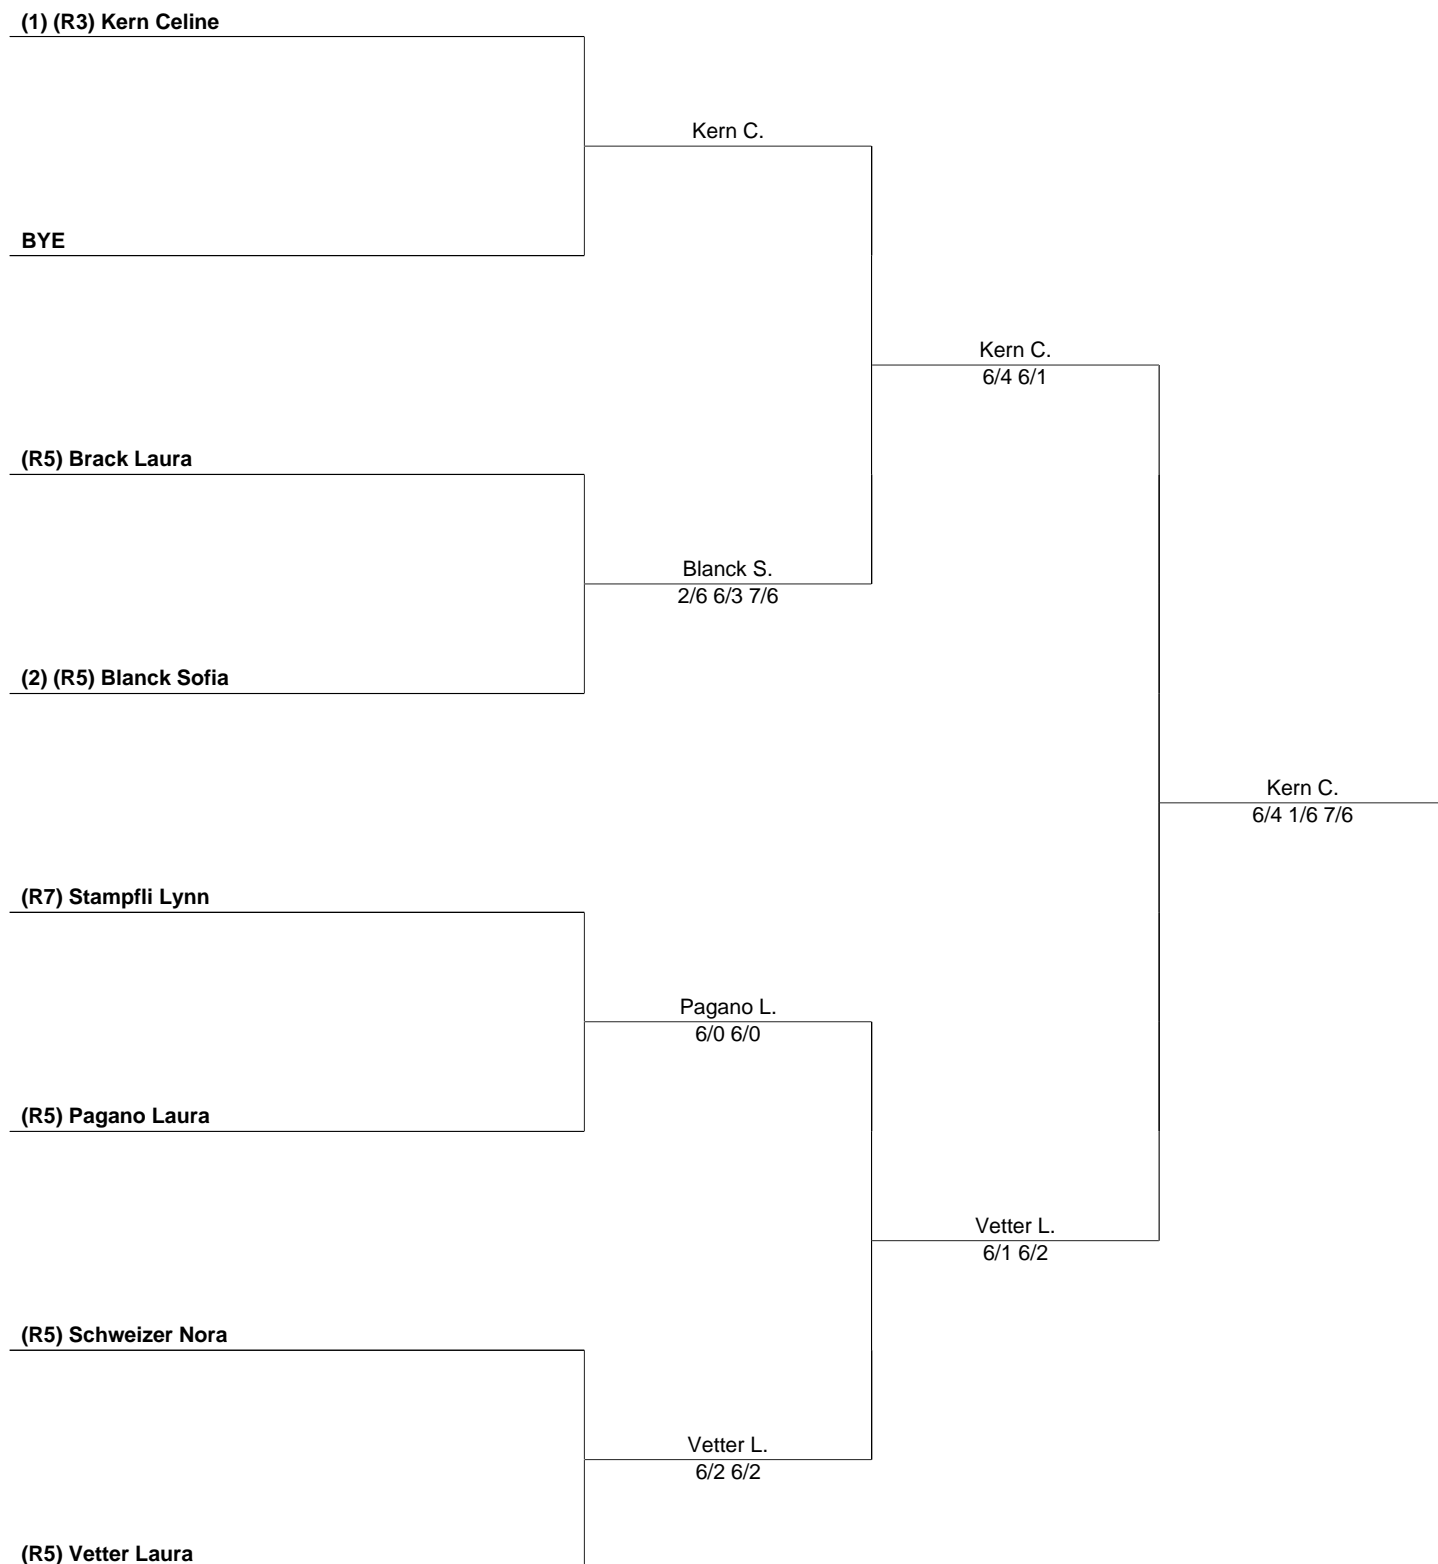 (1) (R3) Kern Celine
Kern C.
BYE
Kern C.
6/4 6/1
(R5) Brack Laura
Blanck S.
2/6 6/3 7/6
(2) (R5) Blanck Sofia
Kern C.
6/4 1/6 7/6
(R7) Stampfli Lynn
Pagano L.
6/0 6/0
(R5) Pagano Laura
Vetter L.
6/1 6/2
(R5) Schweizer Nora
Vetter L.
6/2 6/2
(R5) Vetter Laura